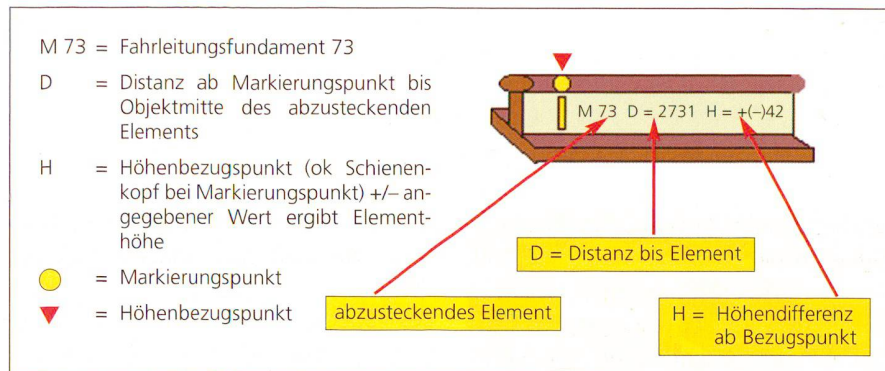 M 73 = Fahrleitungsfundament 73
D = Distanz ab Markierungspunkt bis
Objektmitte des abzusteckenden
Elements
H = Höhenbezugspunkt (ok Schienen-
kopf bei Markierungspunkt) +/– an-
gegebener Wert ergibt Element-
höhe
= Markierungspunkt
= Höhenbezugspunkt
M 73 D = 2731 H = +(–)42
D = Distanz bis Element
abzusteckendes Element
H = Höhendifferenz
ab Bezugspunkt